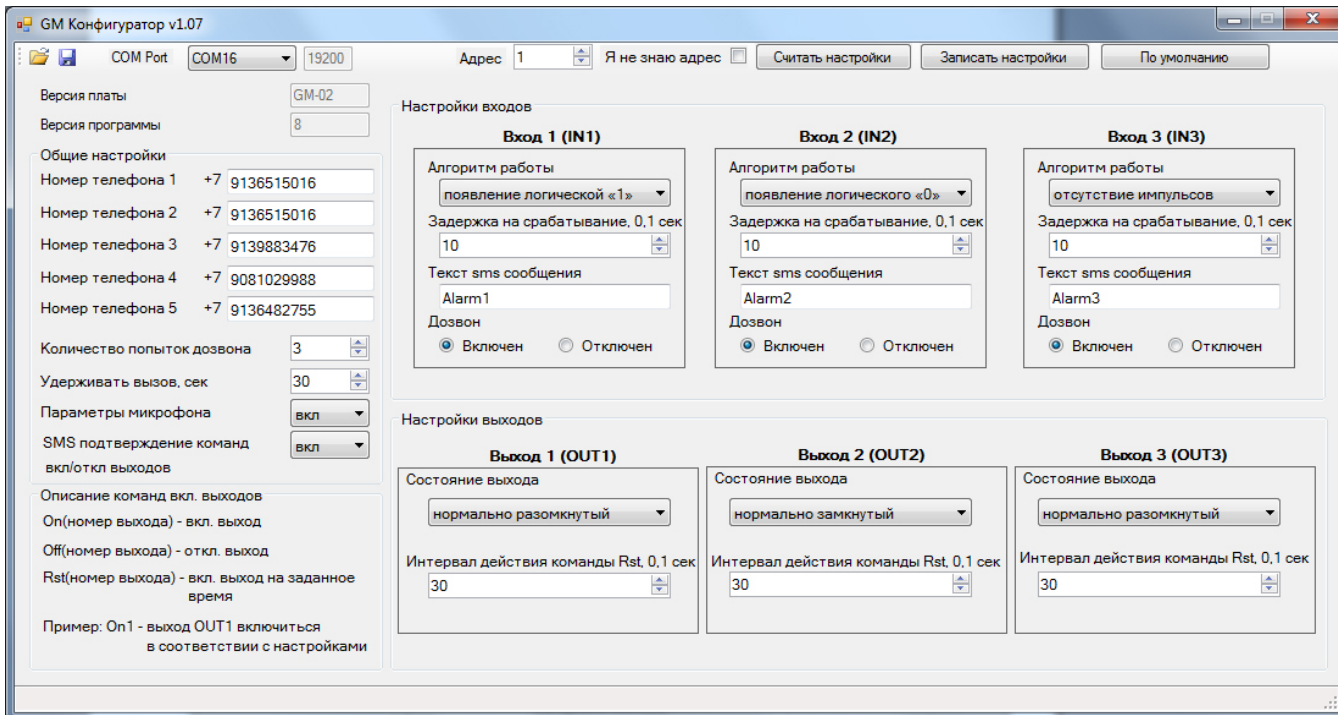 GM Конфигуратор v1.07
COM Port COM16 19200 Адрес 1 Я не знаю адрес Считать настройки Записать настройки По умолчанию
Версия платы GM-02
Версия программы 8
Общие настройки
Номер телефона 1 +7 9136515016
Номер телефона 2 +7 9136515016
Номер телефона 3 +7 9139883476
Номер телефона 4 +7 9081029988
Номер телефона 5 +7 9136482755
Количество попыток дозвона 3
Удерживать вызов, сек 30
Параметры микрофона вкл
SMS подтверждение команд вкл
вкл/откл выходов
Описание команд вкл. выходов
On(номер выхода) - вкл. выход
Off(номер выхода) - откл. выход
Rst(номер выхода) - вкл. выход на заданное
время
Пример: On1 - выход OUT1 включиться
в соответствии с настройками
Настройки входов
Вход 1 (IN1)
Алгоритм работы
появление логической «1»
Задержка на срабатывание, 0,1 сек
10
Текст sms сообщения
Alarm1
Дозвон
Включен Отключен
Вход 2 (IN2)
Алгоритм работы
появление логического «0»
Задержка на срабатывание, 0,1 сек
10
Текст sms сообщения
Alarm2
Дозвон
Включен Отключен
Вход 3 (IN3)
Алгоритм работы
отсутствие импульсов
Задержка на срабатывание, 0,1 сек
10
Текст sms сообщения
Alarm3
Дозвон
Включен Отключен
Настройки выходов
Выход 1 (OUT1)
Состояние выхода
нормально разомкнутый
Интервал действия команды Rst, 0,1 сек
30
Выход 2 (OUT2)
Состояние выхода
нормально замкнутый
Интервал действия команды Rst, 0,1 сек
30
Выход 3 (OUT3)
Состояние выхода
нормально разомкнутый
Интервал действия команды Rst, 0,1 сек
30